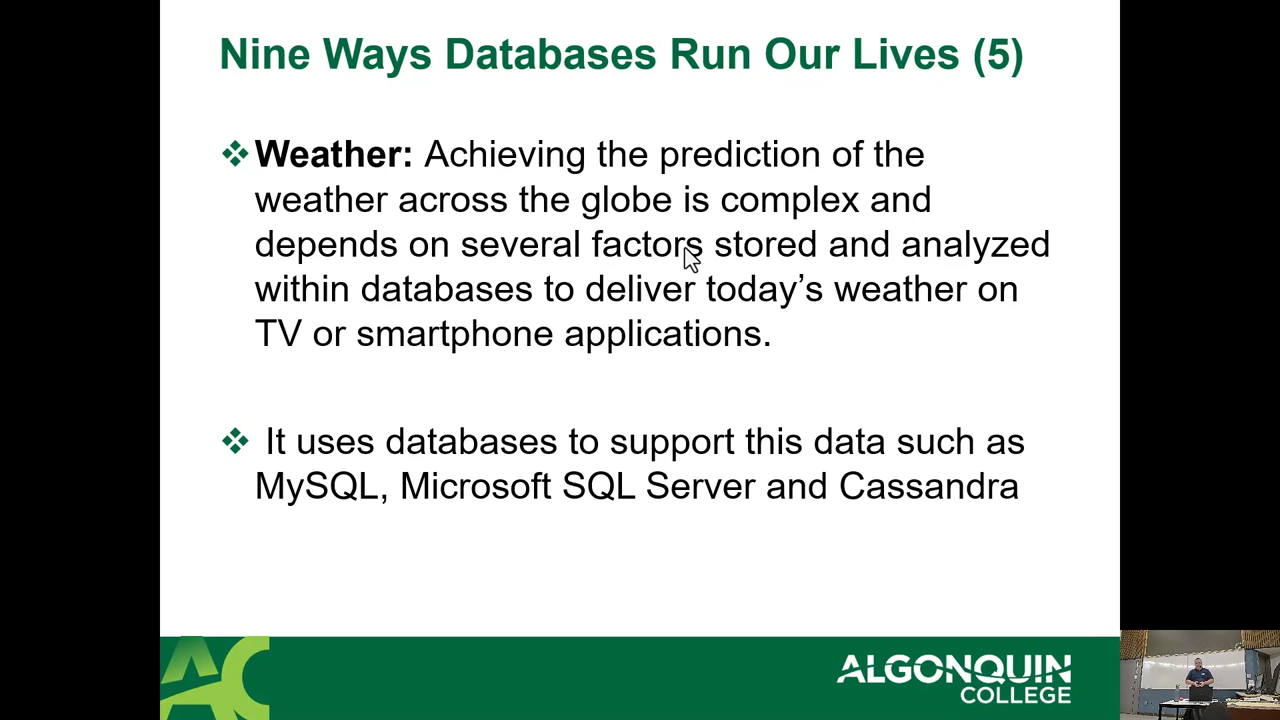 Nine Ways Databases Run Our Lives (5)
Weather: Achieving the prediction of the
weather across the globe is complex and
depends on several factors stored and analyzed
within databases to deliver today’s weather on
TV or smartphone applications.
It uses databases to support this data such as
MySQL, Microsoft SQL Server and Cassandra
AC
ALGONQUIN
COLLEGE